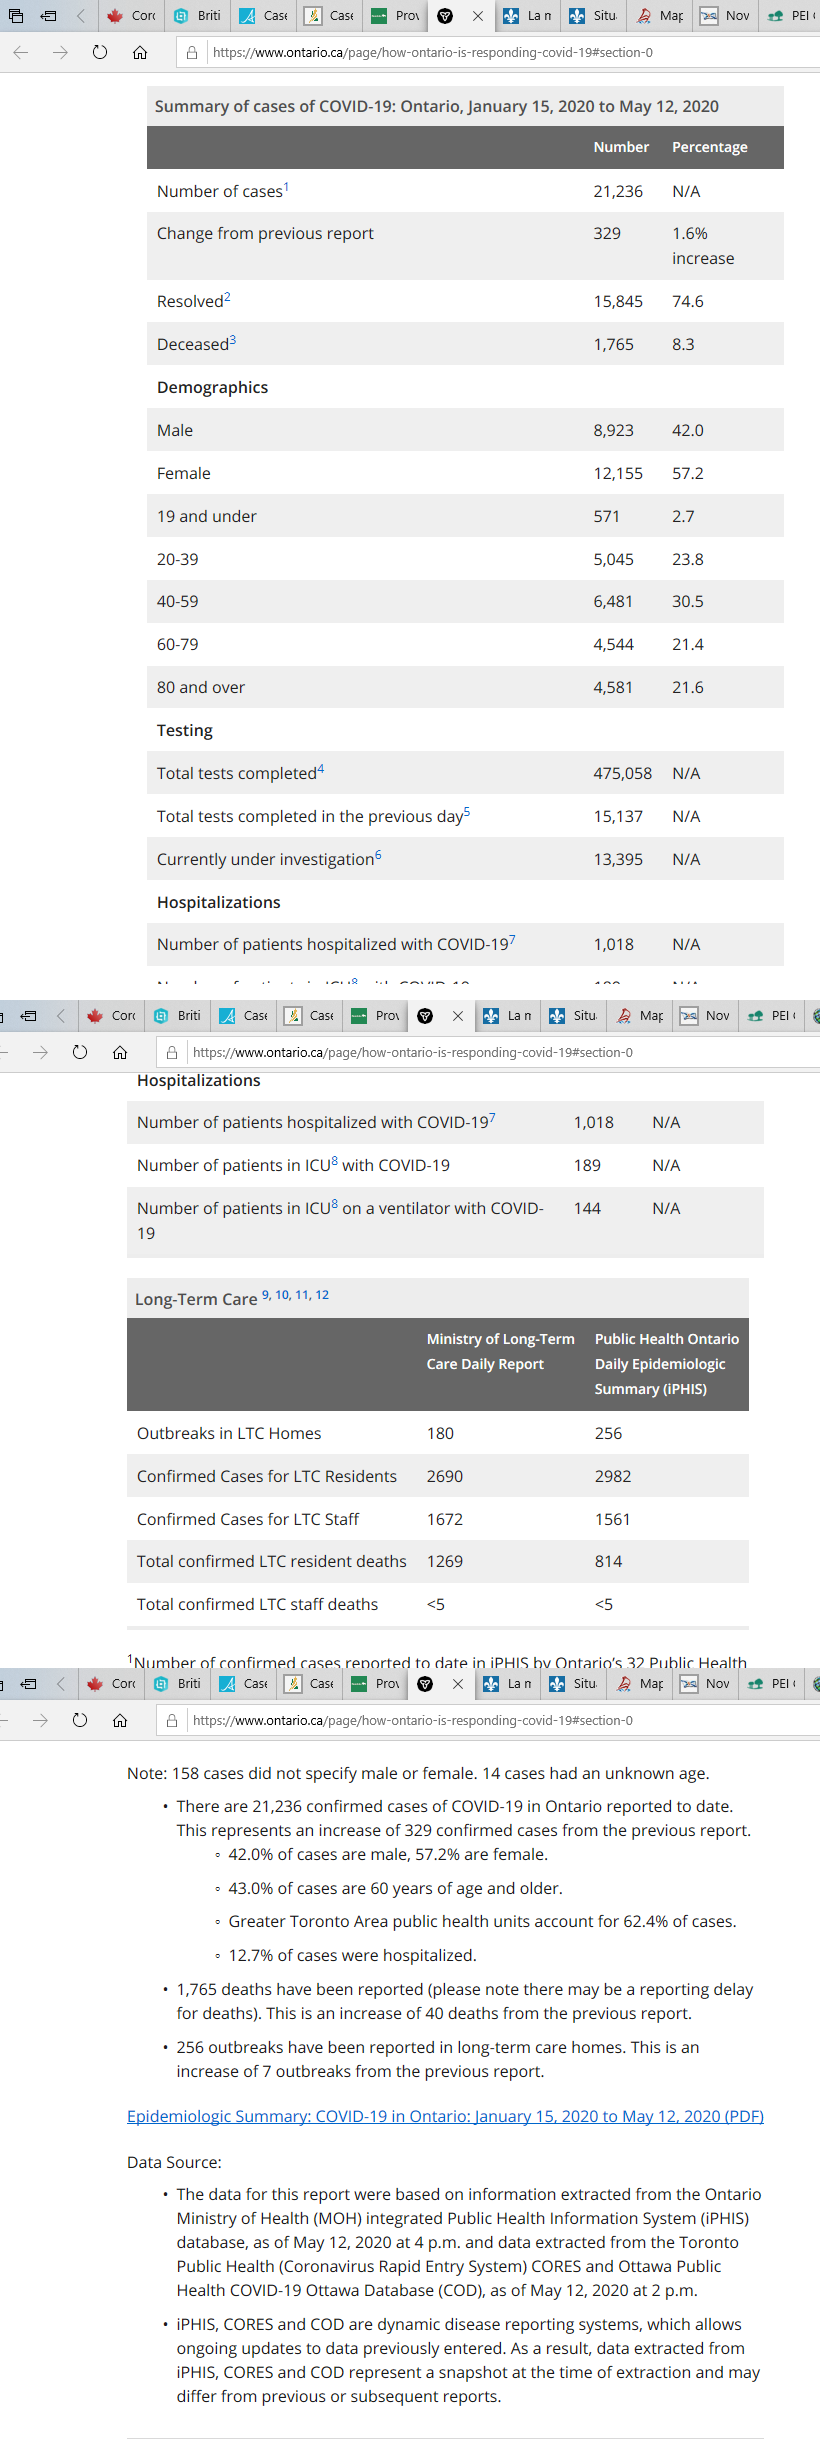 Corc Briti Case Case Prov La n Situ Map Nov PEI
https://www.ontario.ca/page/how-ontario-is-responding-covid-19#section-0
Summary of cases of COVID-19: Ontario, January 15, 2020 to May 12, 2020
Number Percentage
Number of cases1 21,236 N/A
Change from previous report 329 1.6%
increase
Resolved2 15,845 74.6
Deceased3 1,765 8.3
Demographics
Male 8,923 42.0
Female 12,155 57.2
19 and under 571 2.7
20-39 5,045 23.8
40-59 6,481 30.5
60-79 4,544 21.4
80 and over 4,581 21.6
Testing
Total tests completed4 475,058 N/A
Total tests completed in the previous day5 15,137 N/A
Currently under investigation6 13,395 N/A
Hospitalizations
Number of patients hospitalized with COVID-197 1,018 N/A
Corc Briti Case Case Prov La n Situ Map Nov PEI
https://www.ontario.ca/page/how-ontario-is-responding-covid-19#section-0
Hospitalizations
Number of patients hospitalized with COVID-197 1,018 N/A
Number of patients in ICU8 with COVID-19 189 N/A
Number of patients in ICU8 on a ventilator with COVID- 144 N/A
19
Long-Term Care 9, 10, 11, 12
Ministry of Long-Term Public Health Ontario
Care Daily Report Daily Epidemiologic
Summary (iPHIS)
Outbreaks in LTC Homes 180 256
Confirmed Cases for LTC Residents 2690 2982
Confirmed Cases for LTC Staff 1672 1561
Total confirmed LTC resident deaths 1269 814
Total confirmed LTC staff deaths <5 <5
1Number of confirmed cases reported to date in iPHIS by Ontario's 32 Public Health
Corc Briti Case Case Prov La n Situ Map Nov PEI
https://www.ontario.ca/page/how-ontario-is-responding-covid-19#section-0
Note: 158 cases did not specify male or female. 14 cases had an unknown age.
• There are 21,236 confirmed cases of COVID-19 in Ontario reported to date.
This represents an increase of 329 confirmed cases from the previous report.
◦ 42.0% of cases are male, 57.2% are female.
◦ 43.0% of cases are 60 years of age and older.
◦ Greater Toronto Area public health units account for 62.4% of cases.
◦ 12.7% of cases were hospitalized.
• 1,765 deaths have been reported (please note there may be a reporting delay
for deaths). This is an increase of 40 deaths from the previous report.
• 256 outbreaks have been reported in long-term care homes. This is an
increase of 7 outbreaks from the previous report.
Epidemiologic Summary: COVID-19 in Ontario: January 15, 2020 to May 12, 2020 (PDF)
Data Source:
• The data for this report were based on information extracted from the Ontario
Ministry of Health (MOH) integrated Public Health Information System (iPHIS)
database, as of May 12, 2020 at 4 p.m. and data extracted from the Toronto
Public Health (Coronavirus Rapid Entry System) CORES and Ottawa Public
Health COVID-19 Ottawa Database (COD), as of May 12, 2020 at 2 p.m.
• iPHIS, CORES and COD are dynamic disease reporting systems, which allows
ongoing updates to data previously entered. As a result, data extracted from
iPHIS, CORES and COD represent a snapshot at the time of extraction and may
differ from previous or subsequent reports.